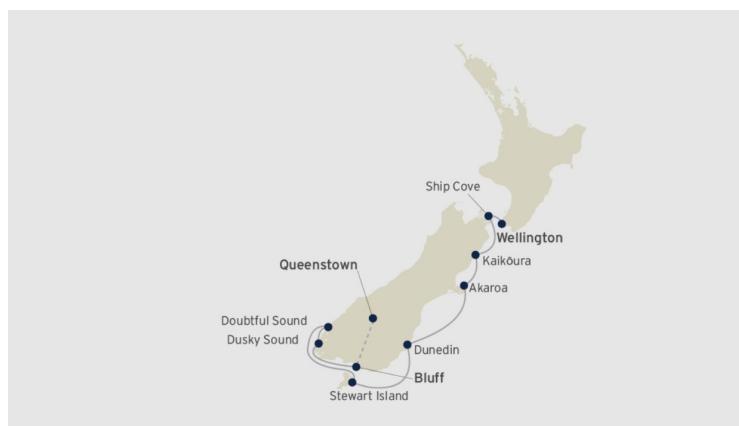 Ship Cove
Wellington
Kaikōura
Queenstown
Akaroa
Doubtful Sound
Dusky Sound
Dunedin
Bluff
Stewart Island